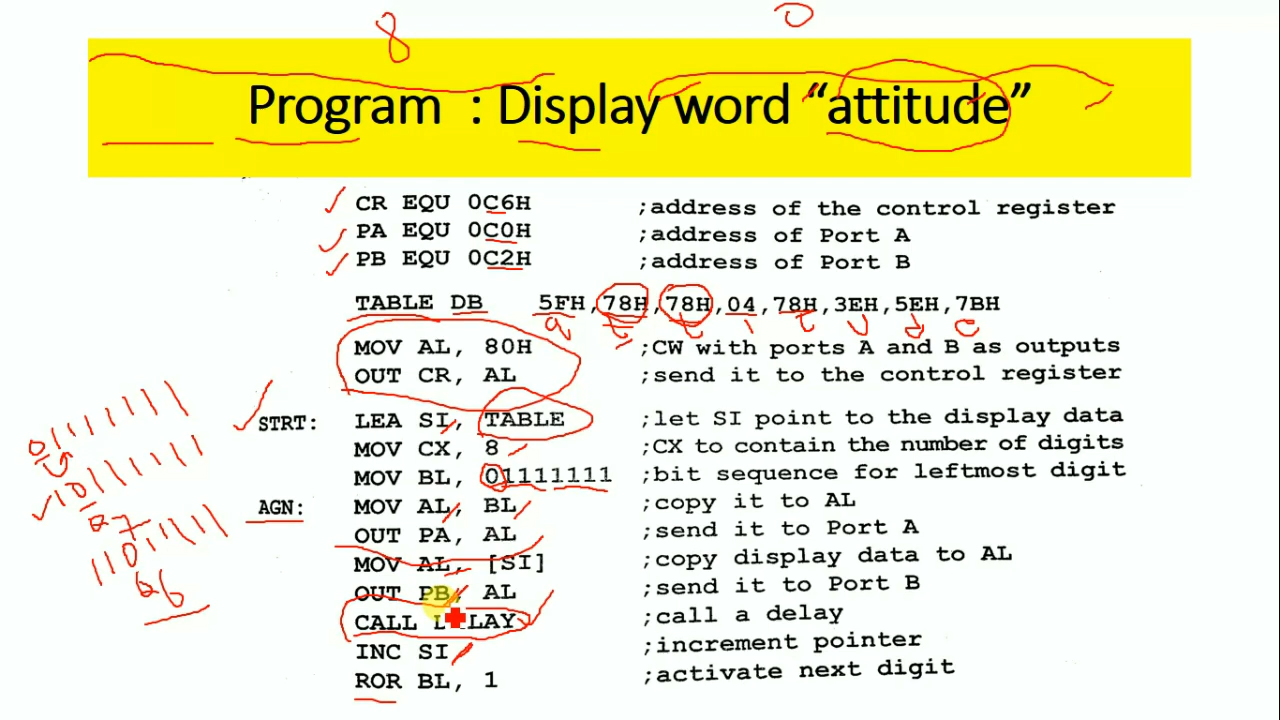 8 0
Program : Display word “attitude”
CR EQU 0C6H ;address of the control register
PA EQU 0C0H ;address of Port A
PB EQU 0C2H ;address of Port B
TABLE DB 5FH,78H,78H,04,78H,3EH,5EH,7BH
a t t i t U d e
MOV AL, 80H ;CW with ports A and B as outputs
OUT CR, AL ;send it to the control register
STRT: LEA SI, TABLE ;let SI point to the display data
MOV CX, 8 ;CX to contain the number of digits
MOV BL, 01111111 ;bit sequence for leftmost digit
AGN: MOV AL, BL ;copy it to AL
OUT PA, AL ;send it to Port A
MOV AL, [SI] ;copy display data to AL
OUT PB, AL ;send it to Port B
CALL ;call a delay
INC SI ;increment pointer
ROR BL, 1 ;activate next digit
01111111
10111111